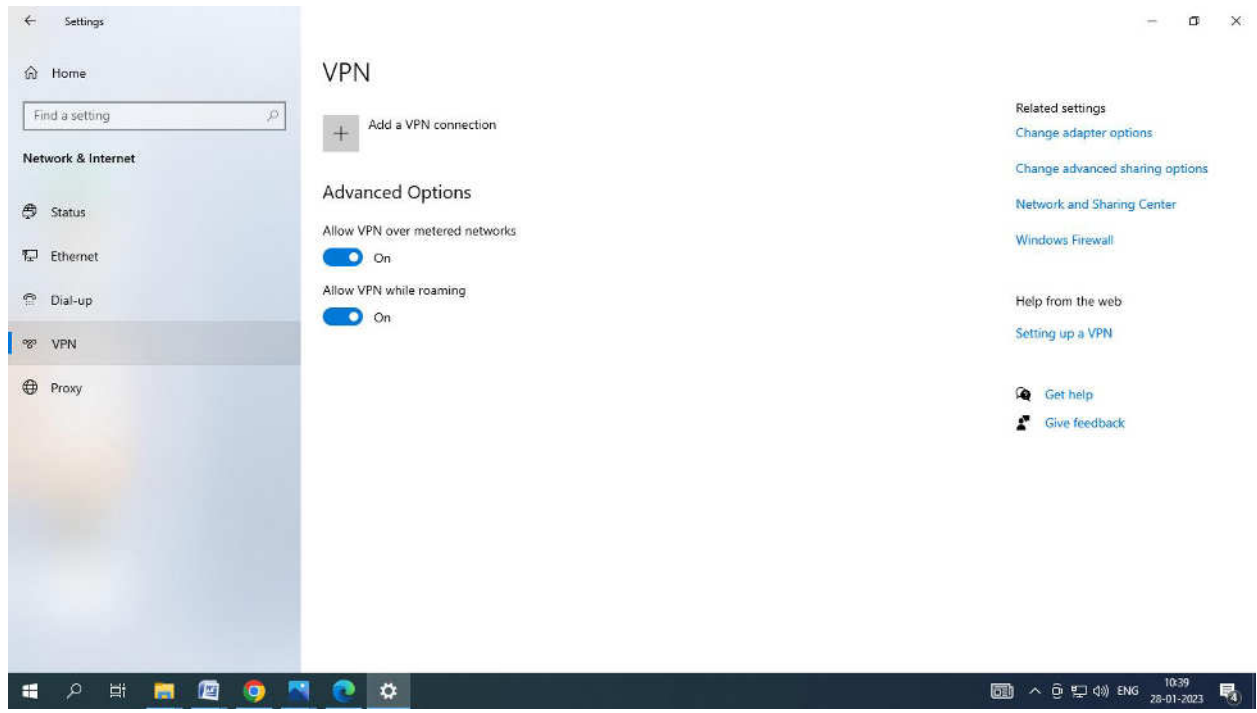 Settings
Home
Find a setting
Network & Internet
Status
Ethernet
Dial-up
VPN
Proxy
VPN
Add a VPN connection
Advanced Options
Allow VPN over metered networks
On
Allow VPN while roaming
On
Related settings
Change adapter options
Change advanced sharing options
Network and Sharing Center
Windows Firewall
Help from the web
Setting up a VPN
Get help
Give feedback
ENG
10:39
28-01-2023
4